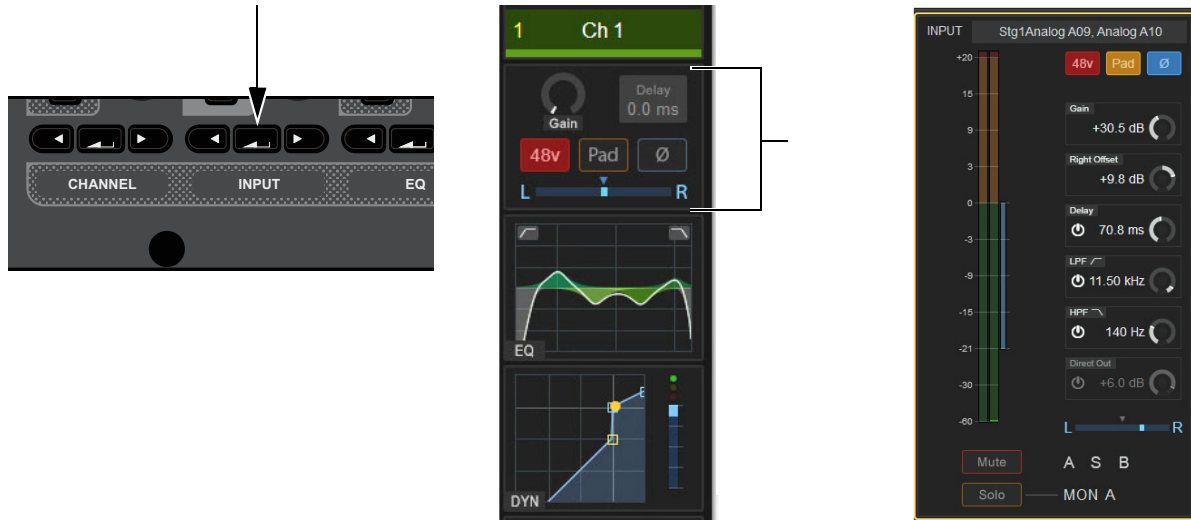 CHANNEL
INPUT
EQ
1 Ch 1
Delay
0.0 ms
Gain
48v Pad Ø
L R
EQ
DYN
INPUT Stg1Analog A09, Analog A10
48v Pad Ø
+20
15
9
3
0
-3
-9
-15
-21
-30
-60
Gain
+30.5 dB
Right Offset
+9.8 dB
Delay
70.8 ms
LPF
11.50 kHz
HPF
140 Hz
Direct Out
+6.0 dB
L R
Mute A S B
Solo MON A